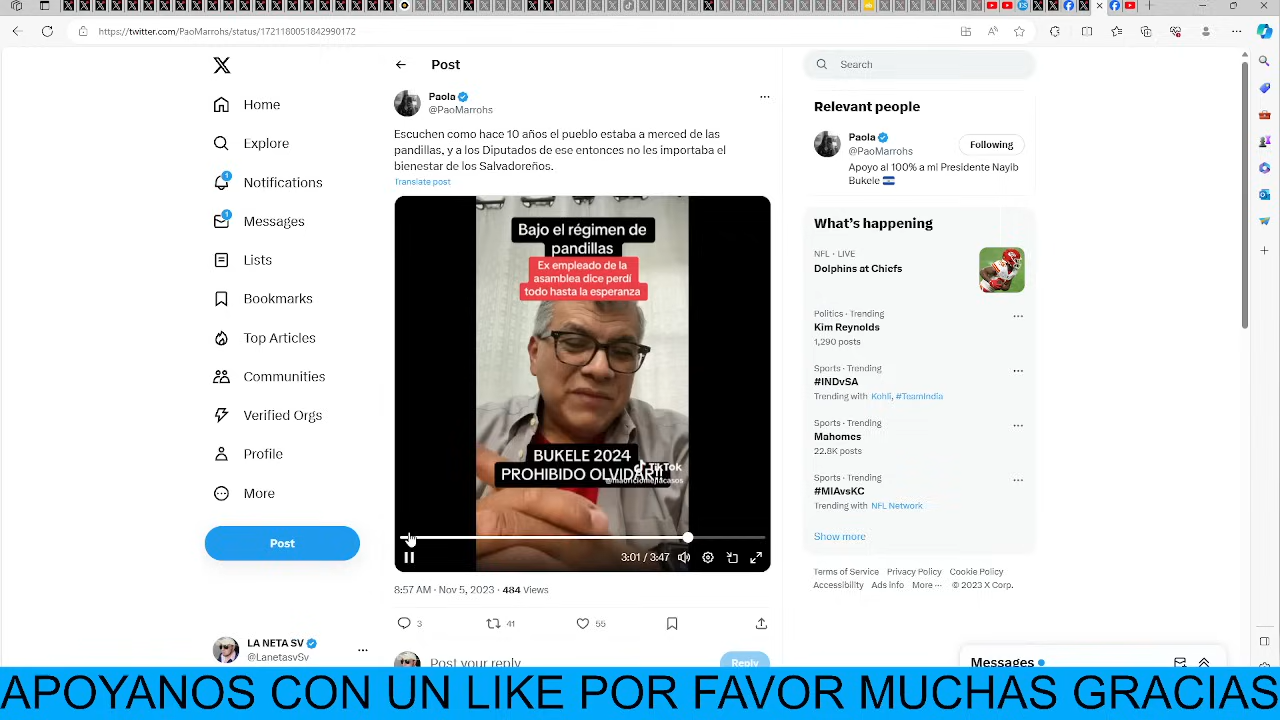 https://twitter.com/PaoMarrohs/status/1721180051842990172
Home
Explore
1
Notifications
1
Messages
Lists
Bookmarks
Top Articles
Communities
Verified Orgs
Profile
More
Post
LA NETA SV
@LanetasvSv
Post
Paola
@PaoMarrohs
Escuchen como hace 10 años el pueblo estaba a merced de las
pandillas, y a los Diputados de ese entonces no les importaba el
bienestar de los Salvadoreños.
Translate post
Bajo el régimen de
pandillas
Ex empleado de la
asamblea dice perdí
todo hasta la esperanza
BUKELE 2024
PROHIBIDO OLVIDAR!!
TikTok
@mauriciomejiacasos
3:01 / 3:47
8:57 AM · Nov 5, 2023 · 484 Views
3
41
55
Post your reply
Reply
Search
Relevant people
Paola
@PaoMarrohs
Following
Apoyo al 100% a mI Presidente NayIb
Bukele
What's happening
NFL · LIVE
Dolphins at Chiefs
Politics · Trending
Kim Reynolds
1,290 posts
Sports · Trending
#INDvSA
Trending with Kohli, #TeamIndia
Sports · Trending
Mahomes
22.8K posts
Sports · Trending
#MIAvsKC
Trending with NFL Network
Show more
Terms of Service Privacy Policy Cookie Policy
Accessibility Ads info More ··· © 2023 X Corp.
Messages
APOYANOS CON UN LIKE POR FAVOR MUCHAS GRACIAS